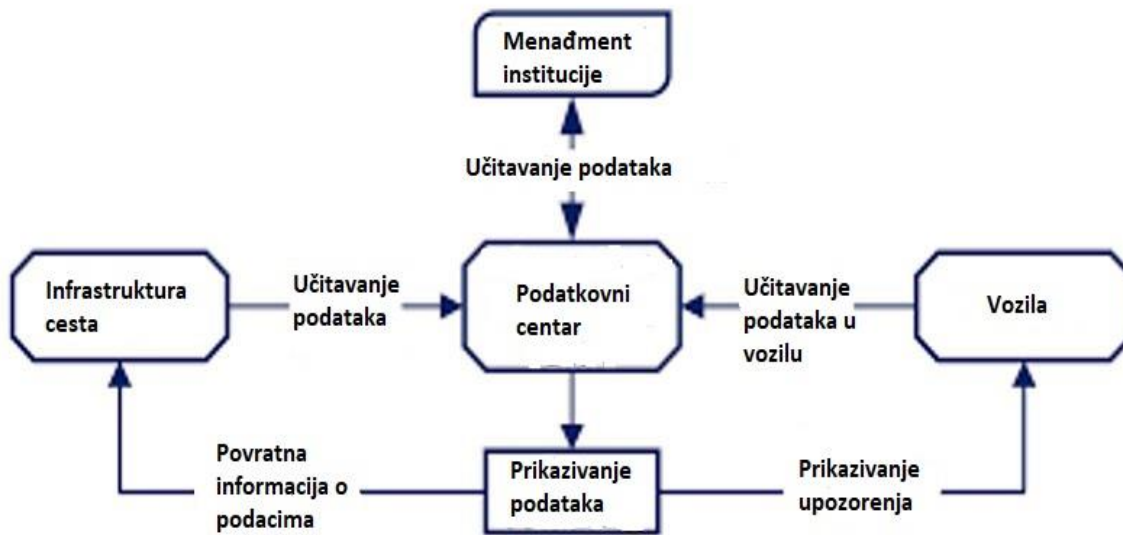 Menađment
institucije
Učitavanje podataka
Infrastruktura
cesta
Učitavanje
podataka
Podatkovni
centar
Učitavanje
podataka u
vozilu
Vozila
Povratna
informacija o
podacima
Prikazivanje
podataka
Prikazivanje
upozorenja